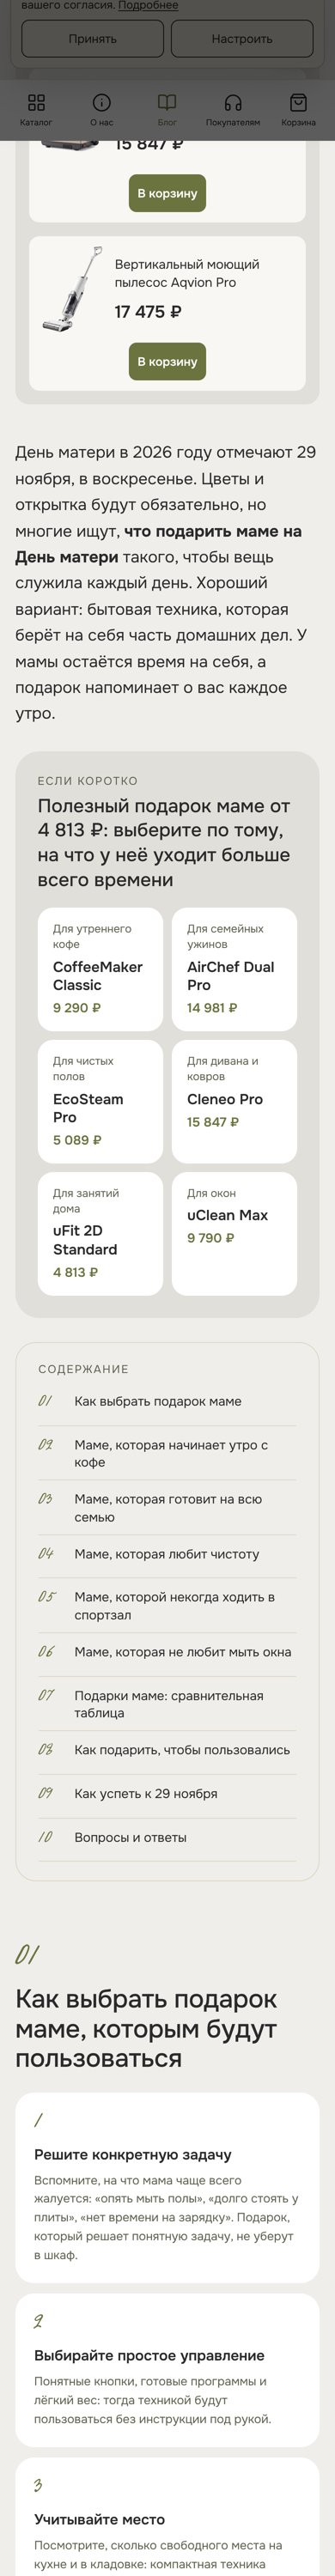 вашего согласия. Подробнее
Принять
Настроить
Каталог
О нас
Блог
Покупателям
Корзина
15 847 ₽
В корзину
Вертикальный моющий
пылесос Aqvion Pro
17 475 ₽
В корзину
День матери в 2026 году отмечают 29
ноября, в воскресенье. Цветы и
открытка будут обязательно, но
многие ищут, что подарить маме на
День матери такого, чтобы вещь
служила каждый день. Хороший
вариант: бытовая техника, которая
берёт на себя часть домашних дел. У
мамы остаётся время на себя, а
подарок напоминает о вас каждое
утро.
ЕСЛИ КОРОТКО
Полезный подарок маме от
4 813 ₽: выберите по тому,
на что у неё уходит больше
всего времени
Для утреннего
кофе
CoffeeMaker
Classic
9 290 ₽
Для семейных
ужинов
AirChef Dual
Pro
14 981 ₽
Для чистых
полов
EcoSteam
Pro
5 089 ₽
Для дивана и
ковров
Cleneo Pro
15 847 ₽
Для занятий
дома
uFit 2D
Standard
4 813 ₽
Для окон
uClean Max
9 790 ₽
СОДЕРЖАНИЕ
01 Как выбрать подарок маме
02 Маме, которая начинает утро с
кофе
03 Маме, которая готовит на всю
семью
04 Маме, которая любит чистоту
05 Маме, которой некогда ходить в
спортзал
06 Маме, которая не любит мыть окна
07 Подарки маме: сравнительная
таблица
08 Как подарить, чтобы пользовались
09 Как успеть к 29 ноября
10 Вопросы и ответы
01
Как выбрать подарок
маме, которым будут
пользоваться
1
Решите конкретную задачу
Вспомните, на что мама чаще всего
жалуется: «опять мыть полы», «долго стоять у
плиты», «нет времени на зарядку». Подарок,
который решает понятную задачу, не уберут
в шкаф.
2
Выбирайте простое управление
Понятные кнопки, готовые программы и
лёгкий вес: тогда техникой будут
пользоваться без инструкции под рукой.
3
Учитывайте место
Посмотрите, сколько свободного места на
кухне и в кладовке: компактная техника